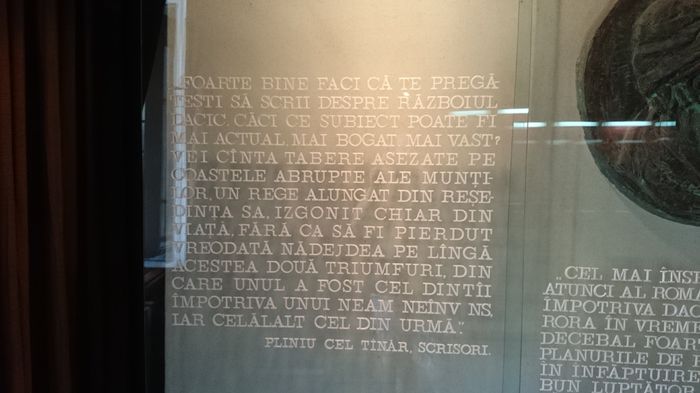 „FOARTE BINE FACI CĂ TE PREGĂ-
TEȘTI SĂ SCRII DESPRE RĂZBOIUL
DACIC. CĂCI CE SUBIECT POATE FI
MAI ACTUAL, MAI BOGAT, MAI VAST?
VEI CÎNTA TABERE AȘEZATE PE
COASTELE ABRUPTE ALE MUNȚI-
LOR, UN REGE ALUNGAT DIN REȘE-
DINȚA SA, IZGONIT CHIAR DIN
VIAȚĂ, FĂRĂ CA SĂ FI PIERDUT
VREODATĂ NĂDEJDEA PE LÎNGĂ
ACESTEA DOUĂ TRIUMFURI, DIN
CARE UNUL A FOST CEL DINTÎI
ÎMPOTRIVA UNUI NEAM NEÎNV NS,
IAR CELĂLALT CEL DIN URMĂ."
PLINIU CEL TÎNĂR, SCRISORI.
„CEL MAI ÎNSE
ATUNCI AL ROMA
ÎMPOTRIVA DAC
RORA ÎN VREME
DECEBAL FOART
PLANURILE DE
ÎN ÎNFĂPTUIRE
BUN LUPTĂTOR